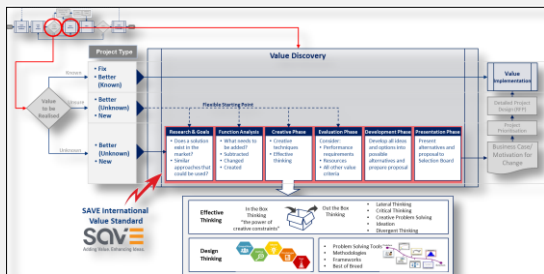 Project Type
Value Discovery
Known
• Fix
• Better
(Known)
Value
Implementation
Value
to be
Realised
• Better
(Unknown)
• New
Flexible Starting Point
Detailed Project
Design (RFP)
Project
Prioritisation
Unknown
• Better
(Unknown)
• New
Research & Goals
• Does a solution
exist in the
market?
• Similar
approaches that
could be used?
Function Analysis
• What needs to
be added?
• Subtracted
• Changed
• Created
Creative Phase
• Creative
techniques
• Effective
thinking
Evaluation Phase
Consider:
• Performance
requirements
• Resources
• All other value
criteria
Development Phase
Develop all ideas
and options into
possible
alternatives and
prepare proposal
Presentation Phase
Present
alternatives and
proposal to
Selection Board
Business Case/
Motivation for
Change
SAVE International
Value Standard
SAVE
Effective
Thinking
In the Box
Thinking
"the power of
creative constraints"
Out the Box
Thinking
• Lateral Thinking
• Critical Thinking
• Creative Problem Solving
• Ideation
• Divergent Thinking
Design
Thinking
• Problem Solving Tools
• Methodologies
• Frameworks
• Best of Breed